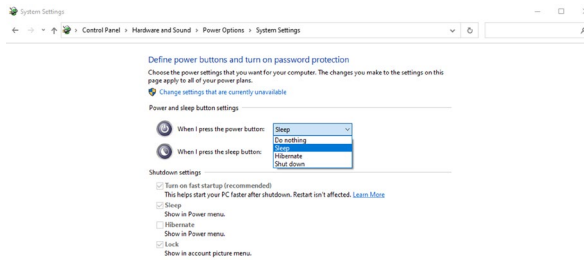 System Settings
Control Panel > Hardware and Sound > Power Options > System Settings
Define power buttons and turn on password protection
Choose the power settings that you want for your computer. The changes you make to the settings on this
page apply to all of your power plans.
Change settings that are currently unavailable
Power and sleep button settings
When I press the power button: Sleep
Do nothing
Sleep
When I press the sleep button:
Hibernate
Shut down
Shutdown settings
Turn on fast startup (recommended)
This helps start your PC faster after shutdown. Restart isn't affected. Learn More
Sleep
Show in Power menu.
Hibernate
Show in Power menu.
Lock
Show in account picture menu.